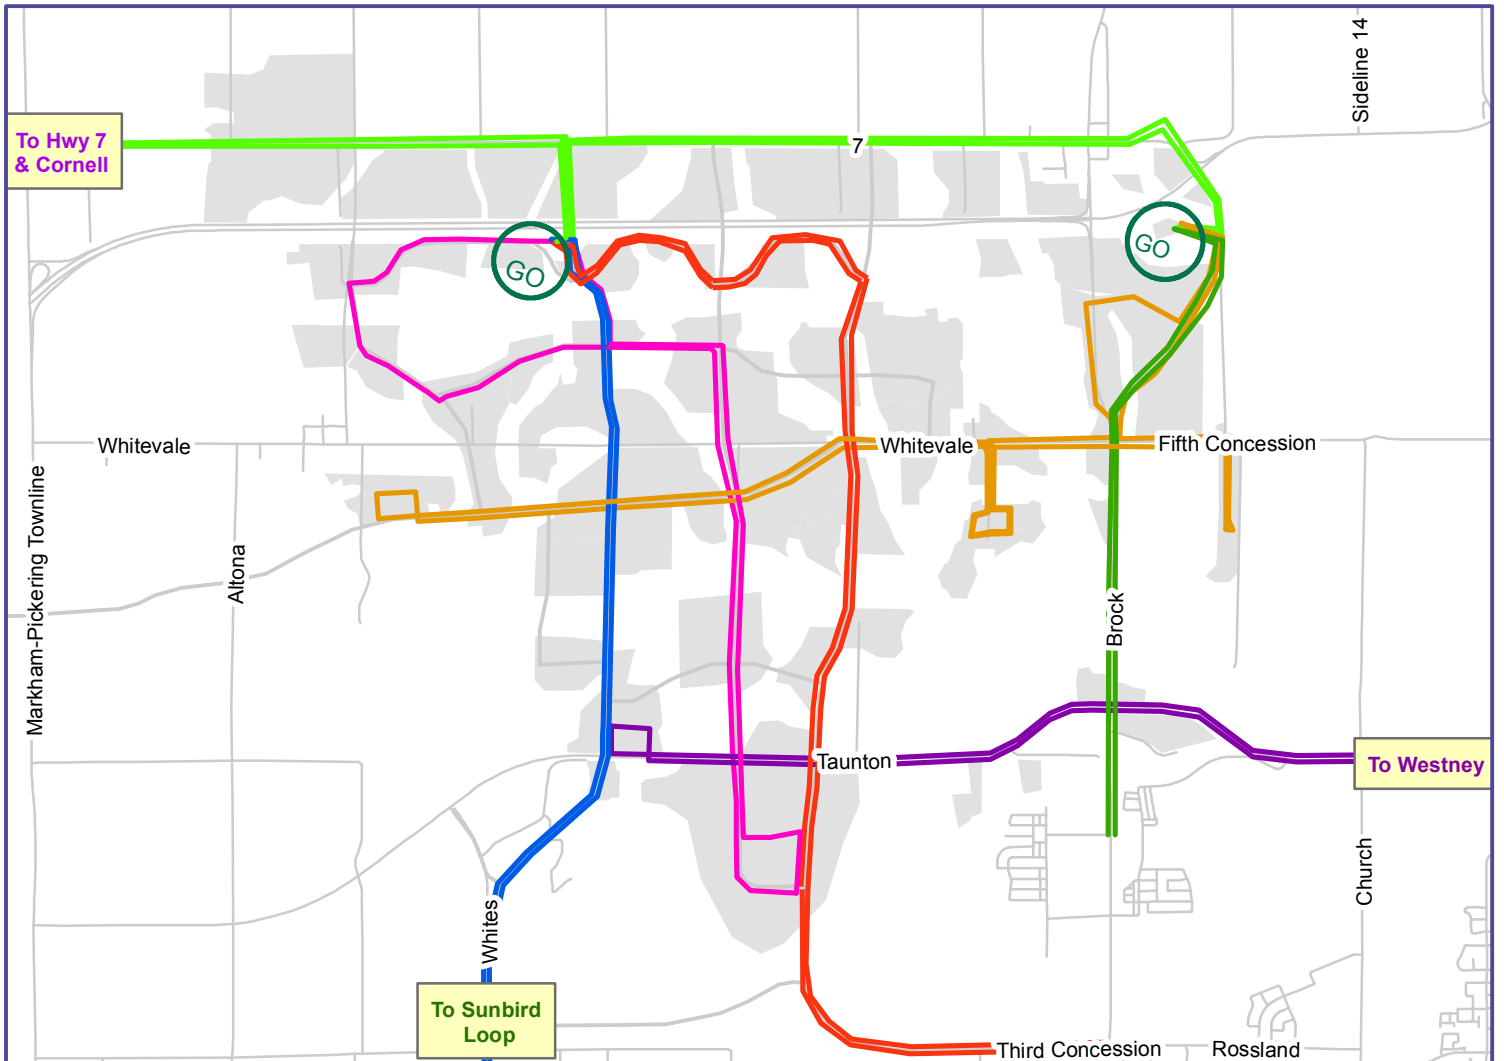 Sideline 14
To Hwy 7
& Cornell
7
GO
GO
Whitevale
Whitevale
Fifth Concession
Markham-Pickering Townline
Altona
Brock
Taunton
To Westney
Church
Whites
To Sunbird
Loop
Third Concession
Rossland